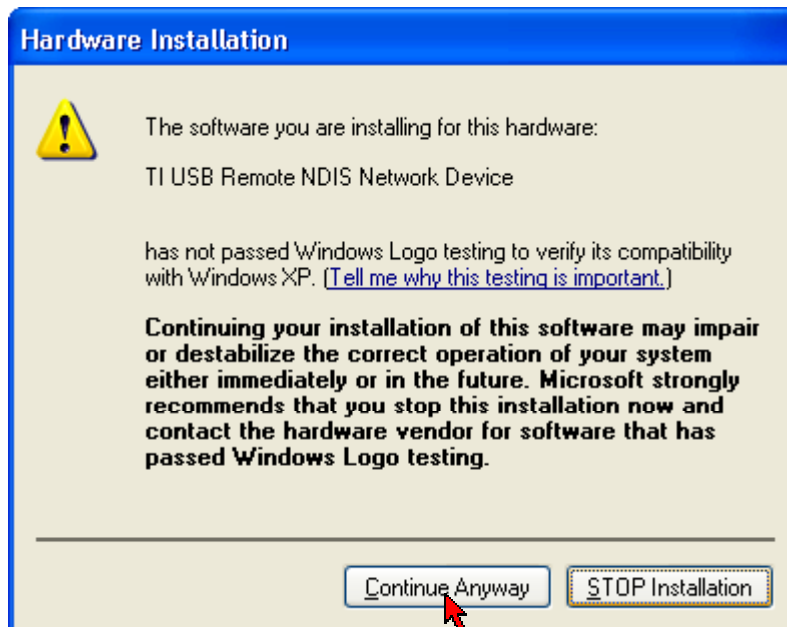 Hardware Installation
The software you are installing for this hardware:
TI USB Remote NDIS Network Device
has not passed Windows Logo testing to verify its compatibility
with Windows XP. (Tell me why this testing is important.)
Continuing your installation of this software may impair
or destabilize the correct operation of your system
either immediately or in the future. Microsoft strongly
recommends that you stop this installation now and
contact the hardware vendor for software that has
passed Windows Logo testing.
Continue Anyway
STOP Installation